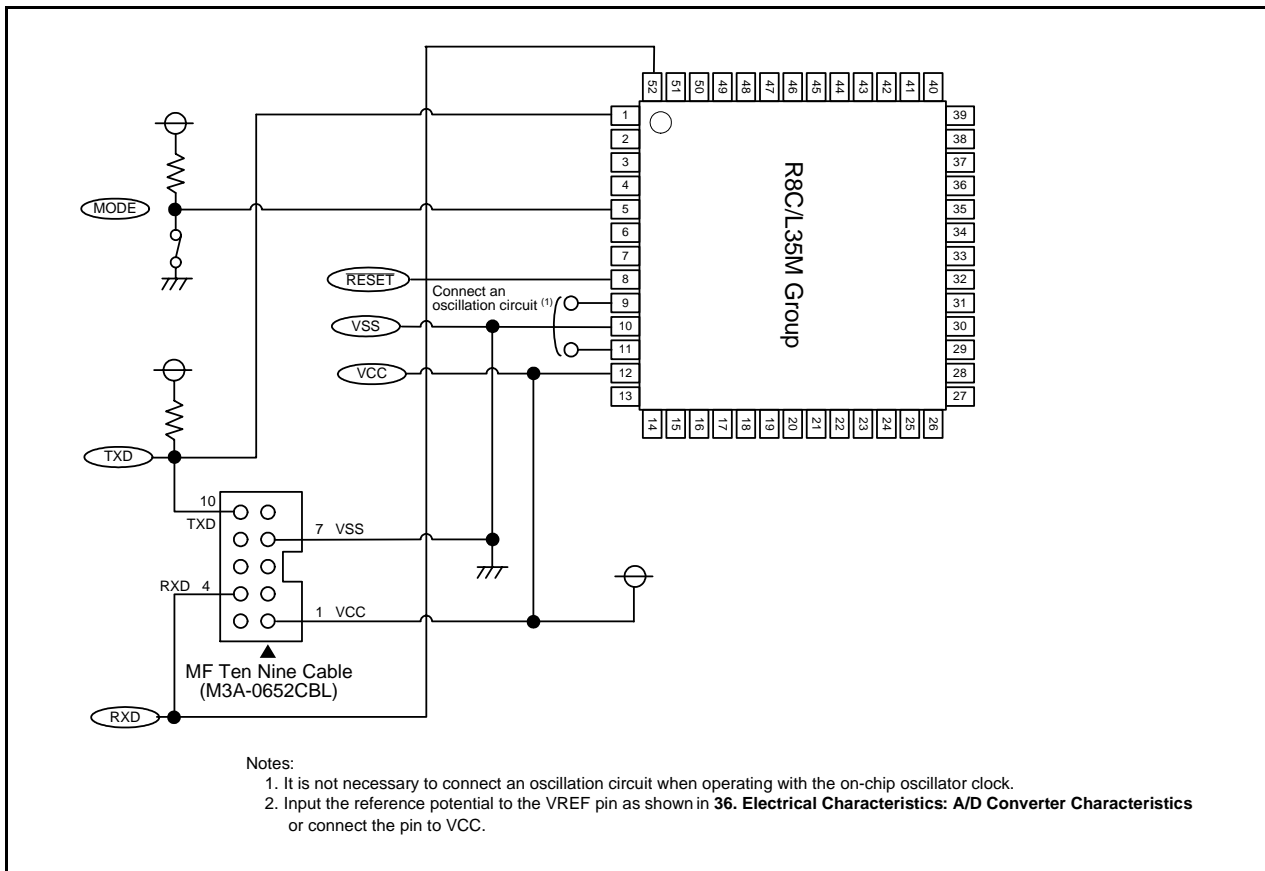 52 51 50 49 48 47 46 45 44 43 42 41 40
1 39
2 38
3 37
4 36
MODE 5 35
6 34
7 33
RESET 8 32
Connect an
oscillation circuit (1)
9 31
VSS 10 30
11 29
VCC 12 28
13 27
R8C/L35M Group
14 15 16 17 18 19 20 21 22 23 24 25 26
TXD
10
TXD
7 VSS
RXD 4
1 VCC
MF Ten Nine Cable
(M3A-0652CBL)
RXD
Notes:
1. It is not necessary to connect an oscillation circuit when operating with the on-chip oscillator clock.
2. Input the reference potential to the VREF pin as shown in 36. Electrical Characteristics: A/D Converter Characteristics
or connect the pin to VCC.